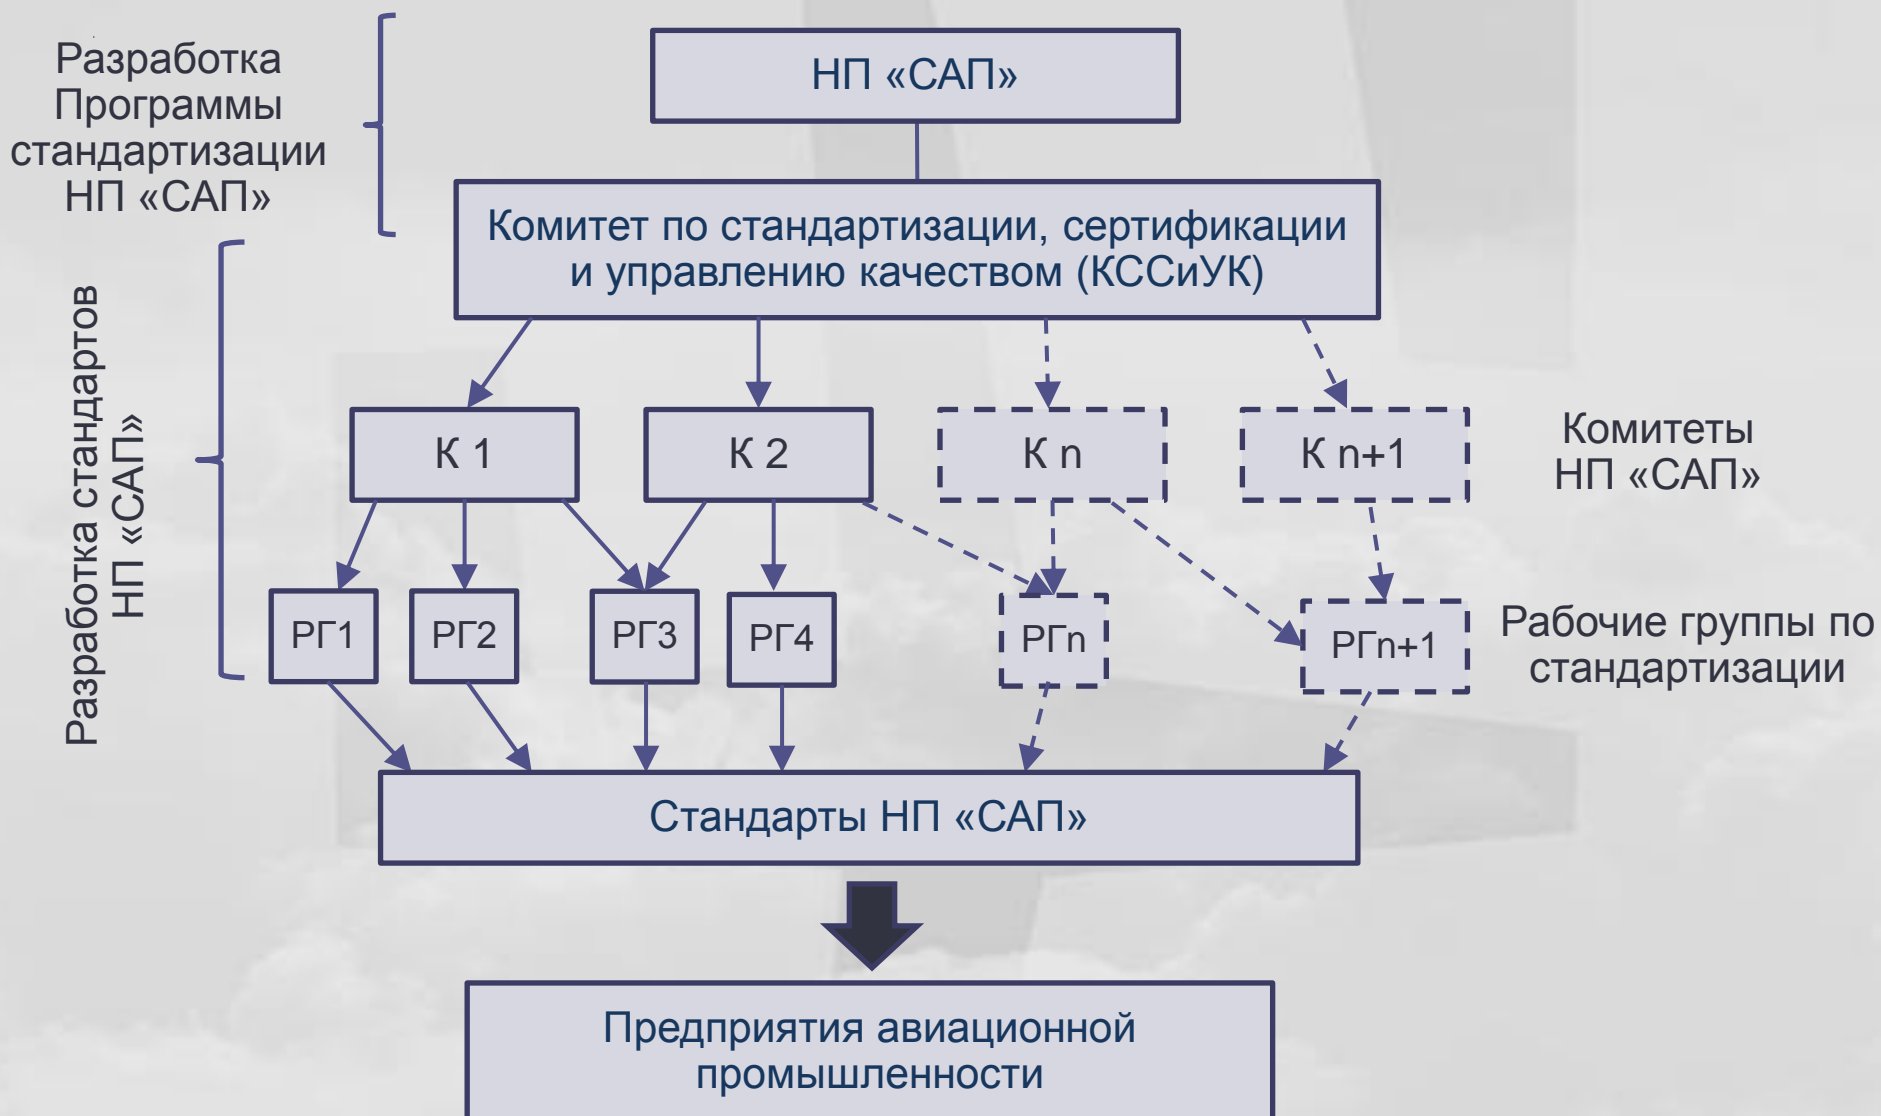 Разработка
Программы
стандартизации
НП «САП»
НП «САП»
Комитет по стандартизации, сертификации
и управлению качеством (КССиУК)
Разработка стандартов
НП «САП»
К 1
К 2
К n
К n+1
Комитеты
НП «САП»
РГ1
РГ2
РГ3
РГ4
РГn
РГn+1
Рабочие группы по
стандартизации
Стандарты НП «САП»
Предприятия авиационной
промышленности